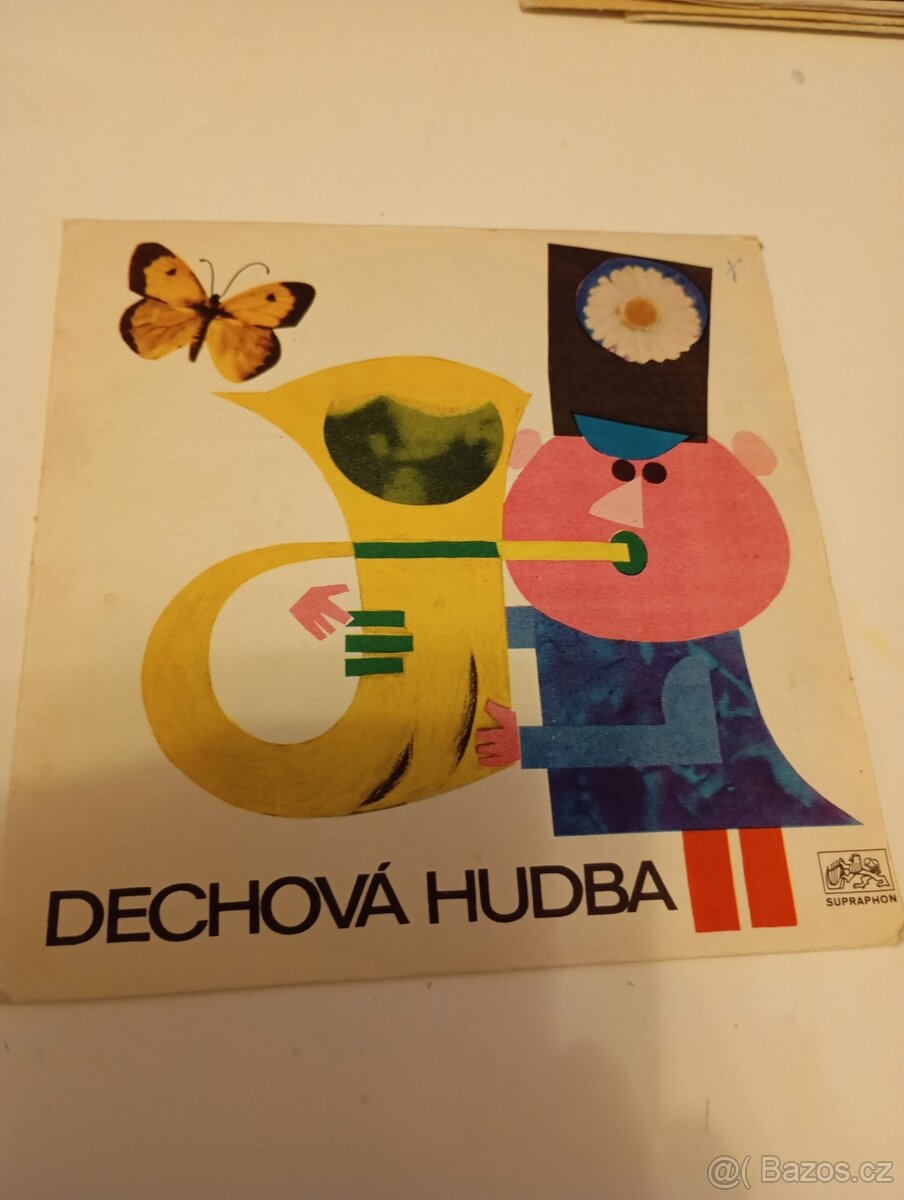 DECHOVÁ HUDBA
SUPRAPHON
@( Bazos.cz